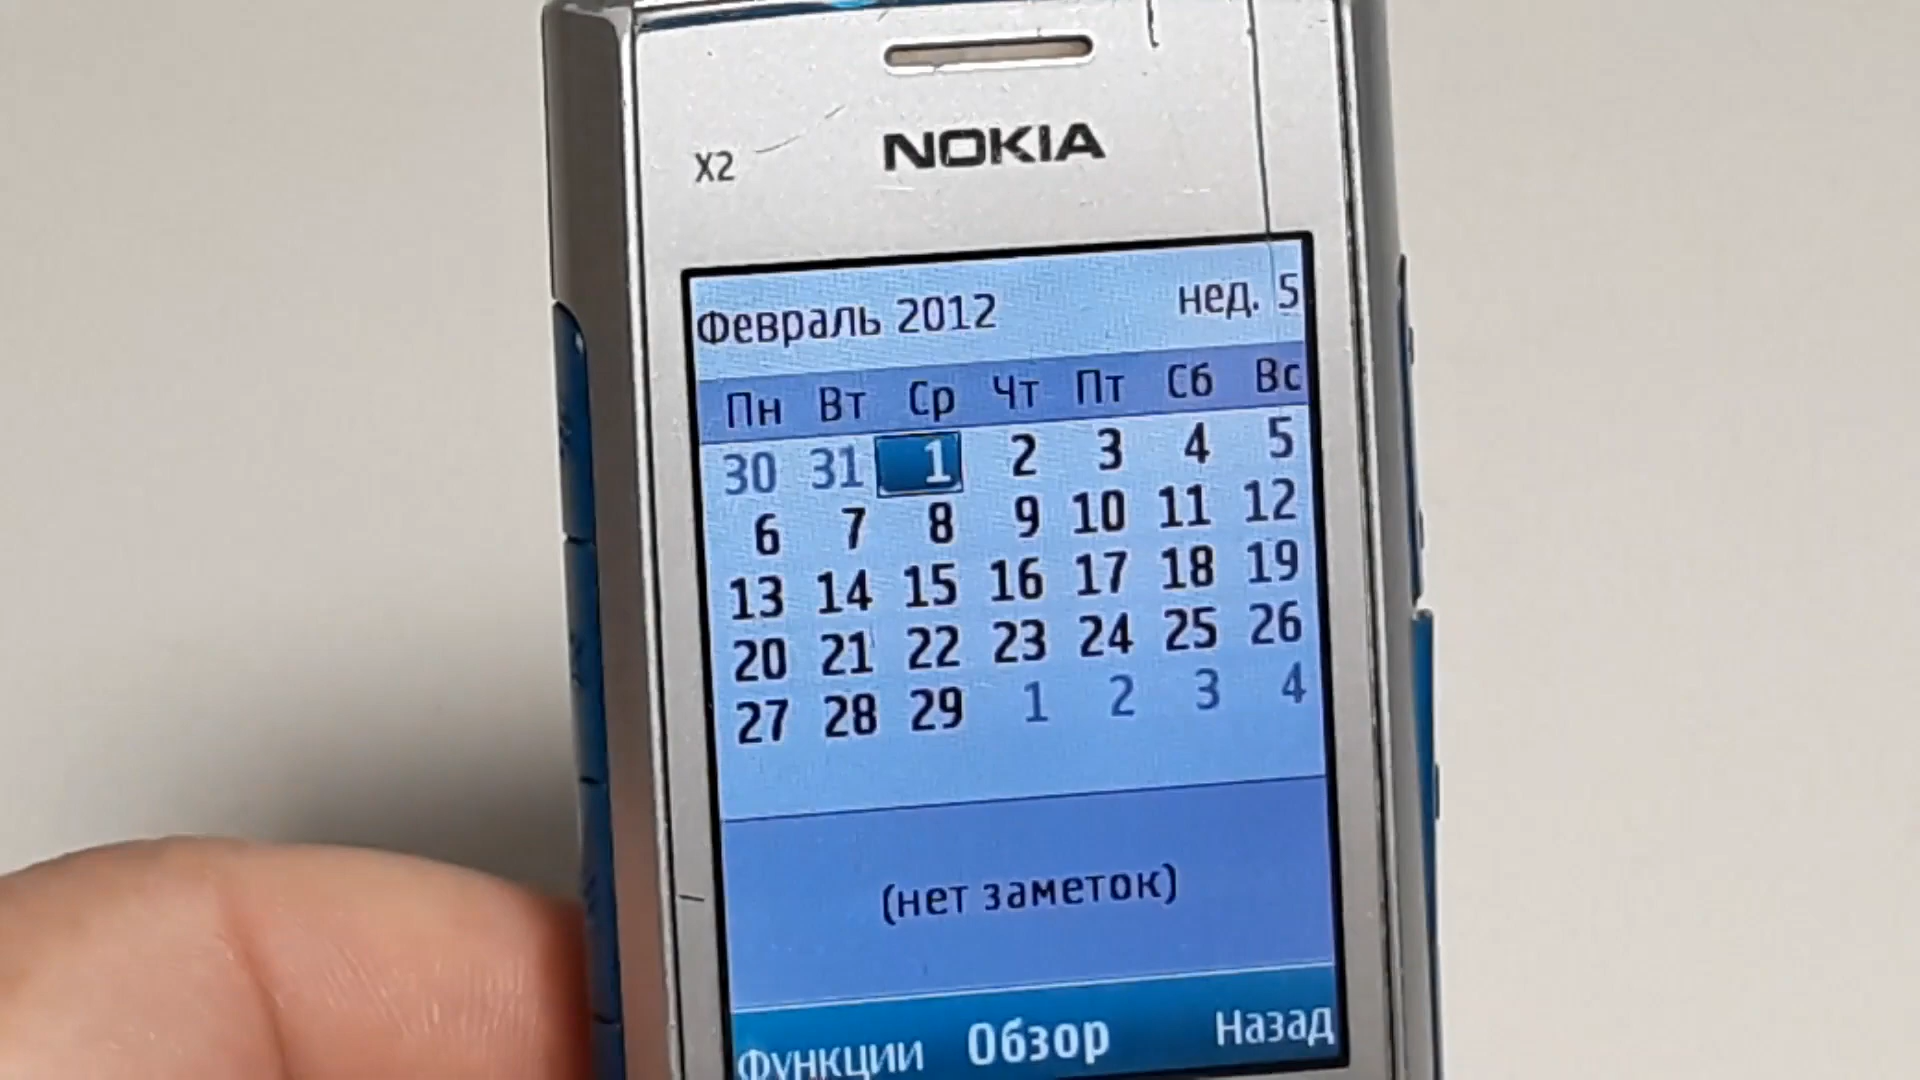 X2 NOKIA
Февраль 2012 нед. 5
Пн Вт Ср Чт Пт Сб Вс
30 31 1 2 3 4 5
6 7 8 9 10 11 12
13 14 15 16 17 18 19
20 21 22 23 24 25 26
27 28 29 1 2 3 4
(нет заметок)
Функции Обзор Назад